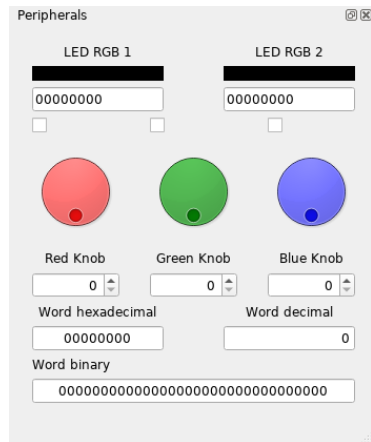 Peripherals
LED RGB 1 LED RGB 2
00000000 00000000
Red Knob Green Knob Blue Knob
0 0 0
Word hexadecimal Word decimal
00000000 0
Word binary
00000000000000000000000000000000